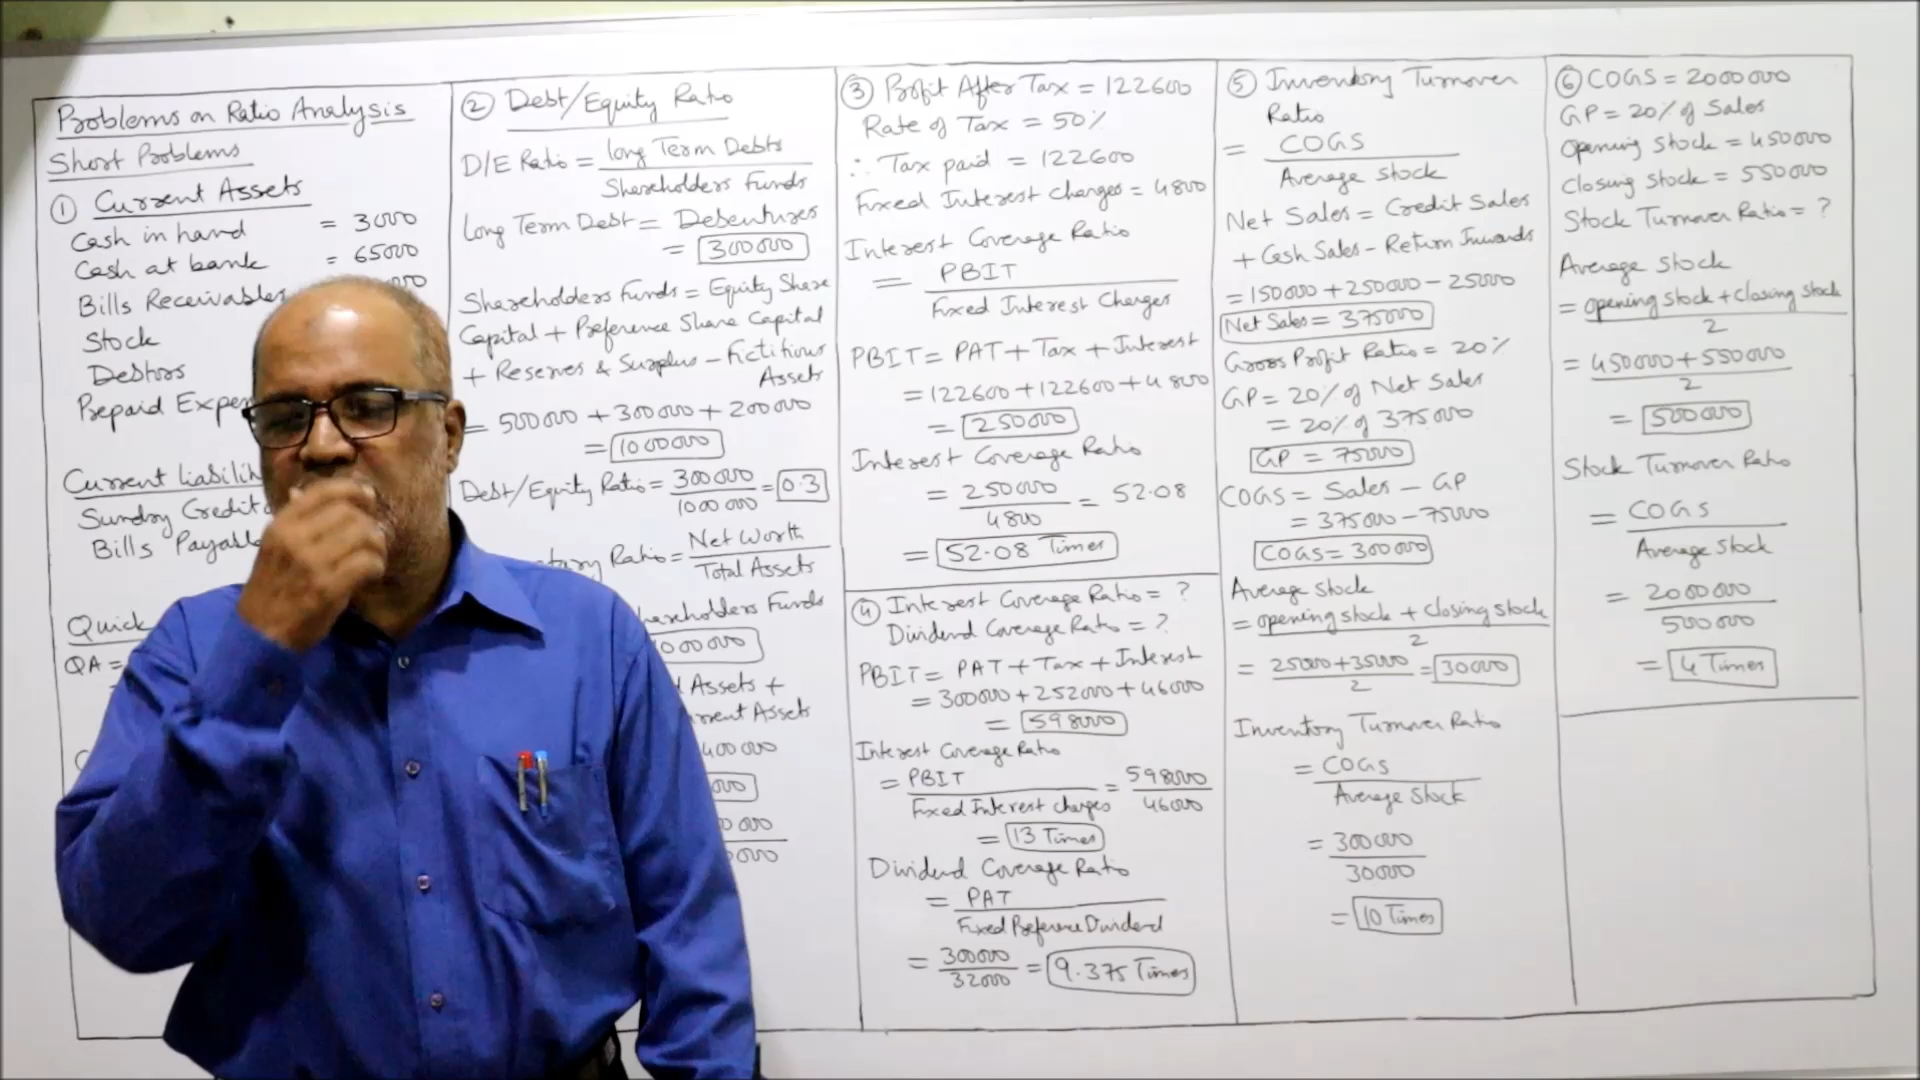 Problems on Ratio Analysis
Short Problems
① Current Assets
Cash in hand = 3000
Cash at bank = 65000
Bills Receivables
Stock
Debtors
Prepaid
Current
Sundry
Bills
Quick
QA =
② Debt/Equity Ratio
D/E Ratio = Long Term Debts
Shareholders Funds
Long Term Debt = Debentures
= 300000
Shareholders Funds = Equity Share
Capital + Preference Share Capital
+ Reserves & Surplus - Fictitious
Assets
= 500000 + 300000 + 200000
= 1000000
Debt/Equity Ratio = 300000 = 0.3
1000000
Ratio = Net Worth
Total Assets
Funds
Assets +
Assets
③ Profit After Tax = 122600
Rate of Tax = 50%
∴ Tax paid = 122600
Fixed Interest charges = 4800
Interest Coverage Ratio
= PBIT
Fixed Interest Charges
PBIT = PAT + Tax + Interest
= 122600 + 122600 + 4800
= 250000
Interest Coverage Ratio
= 250000 = 52.08
4800
= 52.08 Times
④ Interest Coverage Ratio = ?
Dividend Coverage Ratio = ?
PBIT = PAT + Tax + Interest
= 300000 + 252000 + 46000
= 598000
Interest Coverage Ratio
= PBIT = 598000
Fixed Interest charges 46000
= 13 Times
Dividend Coverage Ratio
= PAT
Fixed Preference Dividend
= 300000 = 9.375 Times
32000
⑤ Inventory Turnover
Ratio
= COGS
Average Stock
Net Sales = Credit Sales
+ Cash Sales - Return Inwards
= 150000 + 250000 - 25000
Net Sales = 375000
Gross Profit Ratio = 20%
GP = 20% of Net Sales
= 20% of 375000
GP = 75000
COGS = Sales - GP
= 375000 - 75000
COGS = 300000
Average Stock
= opening stock + closing stock
2
= 25000 + 35000 = 30000
2
Inventory Turnover Ratio
= COGS
Average Stock
= 300000
30000
= 10 Times
⑥ COGS = 2000000
GP = 20% of Sales
Opening Stock = 450000
Closing Stock = 550000
Stock Turnover Ratio = ?
Average Stock
= opening stock + closing stock
2
= 450000 + 550000
2
= 500000
Stock Turnover Ratio
= COGS
Average Stock
= 2000000
500000
= 4 Times